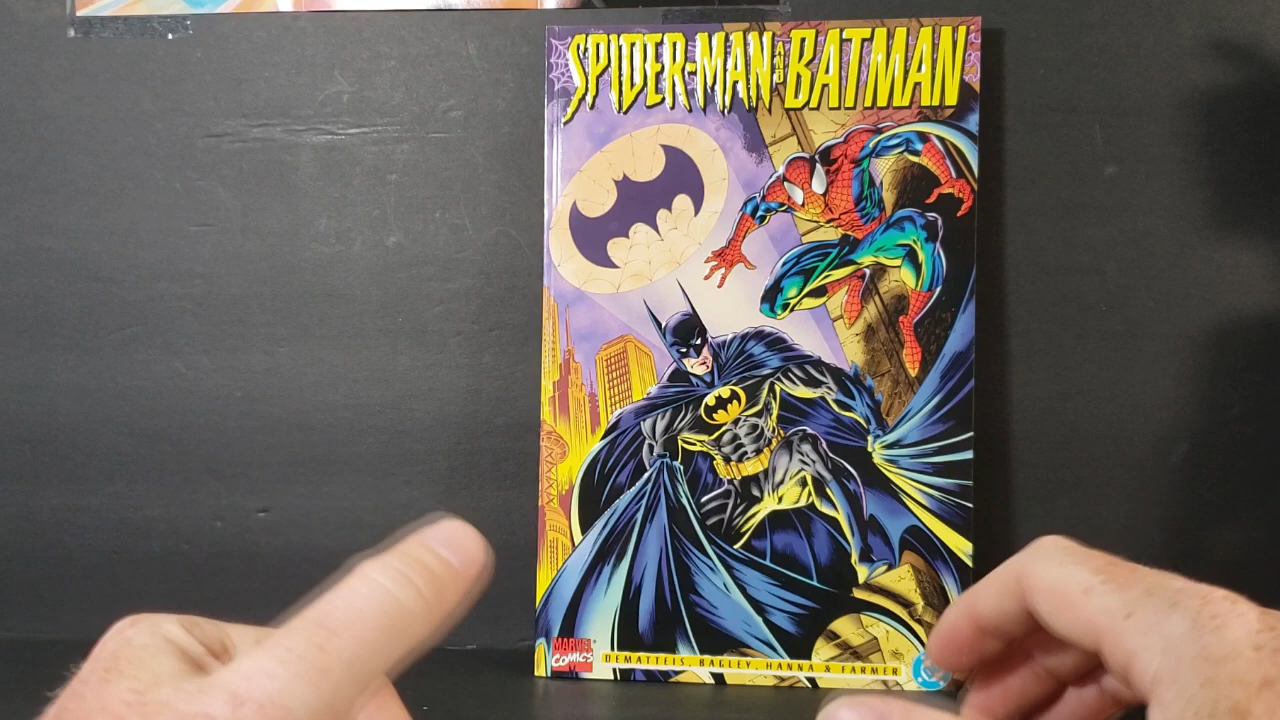 SPIDER-MAN AND BATMAN
MARVEL
COMICS
DEMATTEIS, BAGLEY, HANNA & FARMER